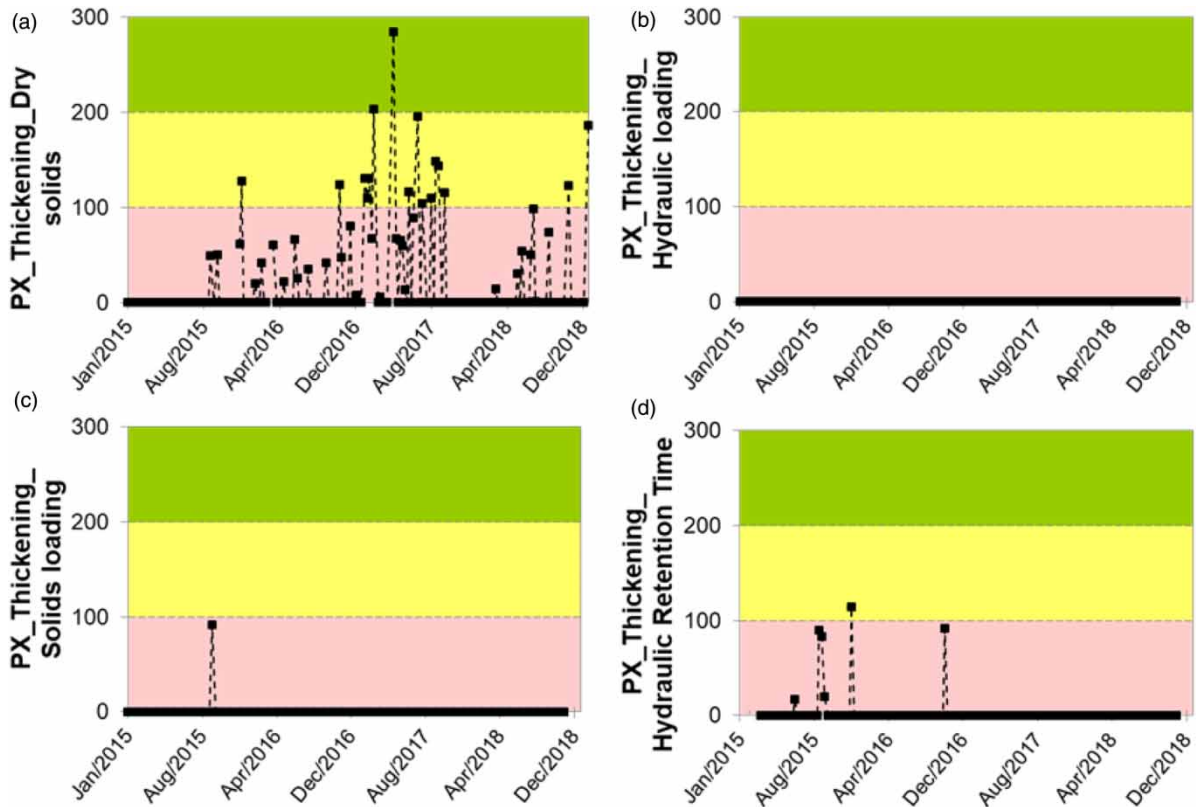 (a)
PX_Thickening_Dry
solids
300
200
100
0
Jan/2015
Aug/2015
Apr/2016
Dec/2016
Aug/2017
Apr/2018
Dec/2018
(b)
PX_Thickening_
Hydraulic loading
300
200
100
0
Jan/2015
Aug/2015
Apr/2016
Dec/2016
Aug/2017
Apr/2018
Dec/2018
(c)
PX_Thickening_
Solids loading
300
200
100
0
Jan/2015
Aug/2015
Apr/2016
Dec/2016
Aug/2017
Apr/2018
Dec/2018
(d)
PX_Thickening_
Hydraulic Retention Time
300
200
100
0
Jan/2015
Aug/2015
Apr/2016
Dec/2016
Aug/2017
Apr/2018
Dec/2018